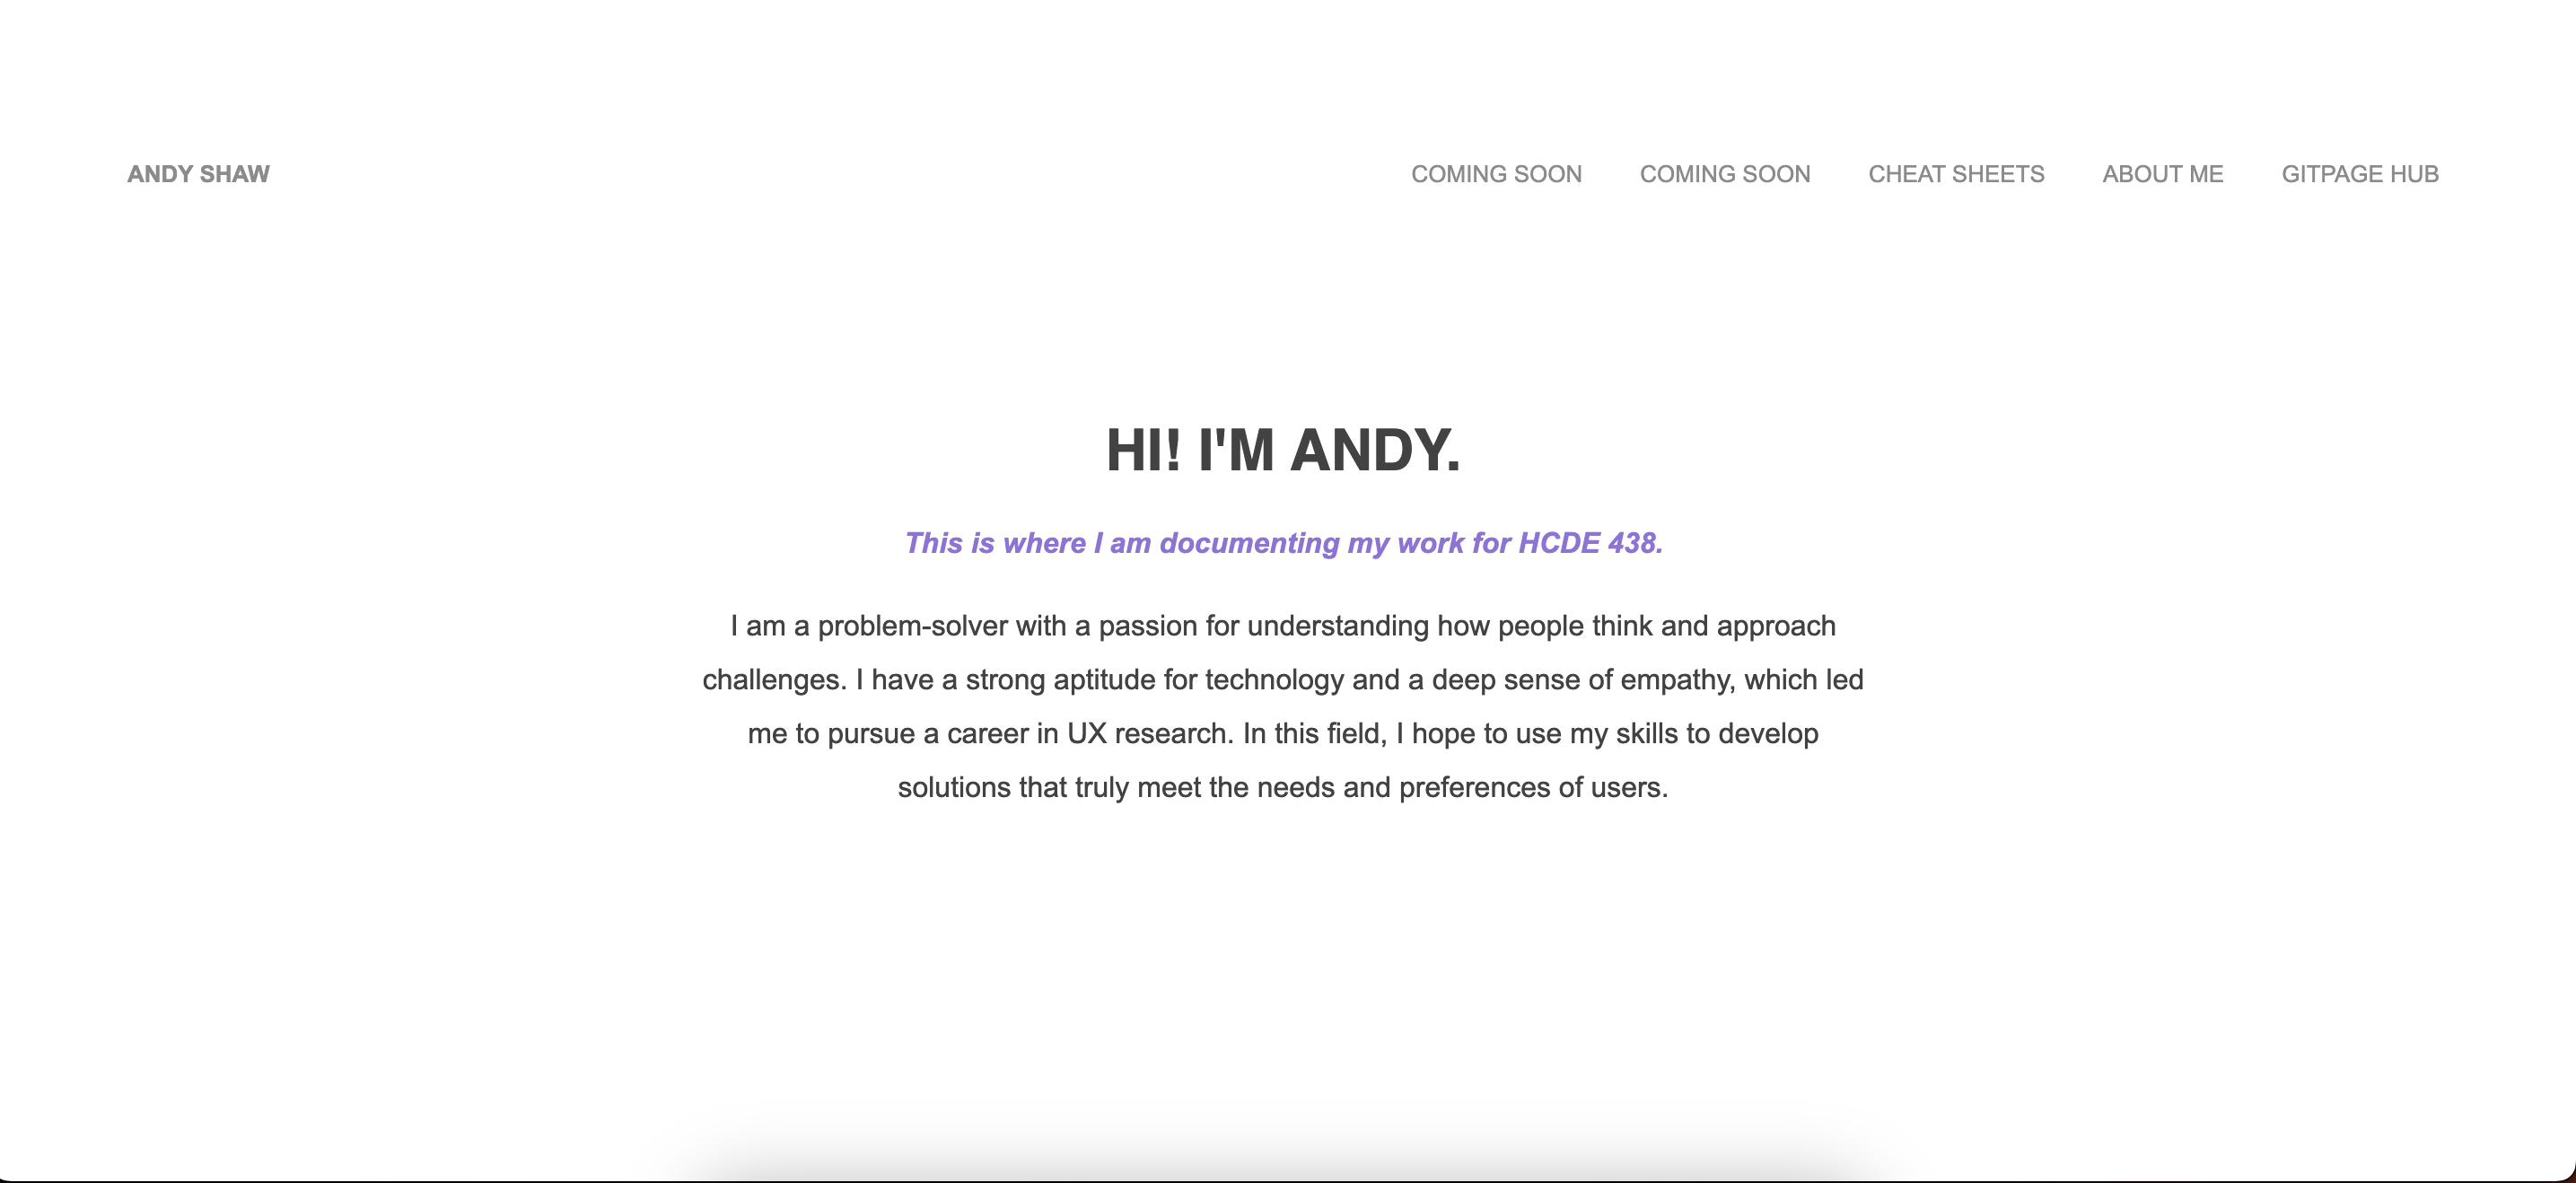 ANDY SHAW
COMING SOON COMING SOON CHEAT SHEETS ABOUT ME GITPAGE HUB
HI! I'M ANDY.
This is where I am documenting my work for HCDE 438.
I am a problem-solver with a passion for understanding how people think and approach
challenges. I have a strong aptitude for technology and a deep sense of empathy, which led
me to pursue a career in UX research. In this field, I hope to use my skills to develop
solutions that truly meet the needs and preferences of users.